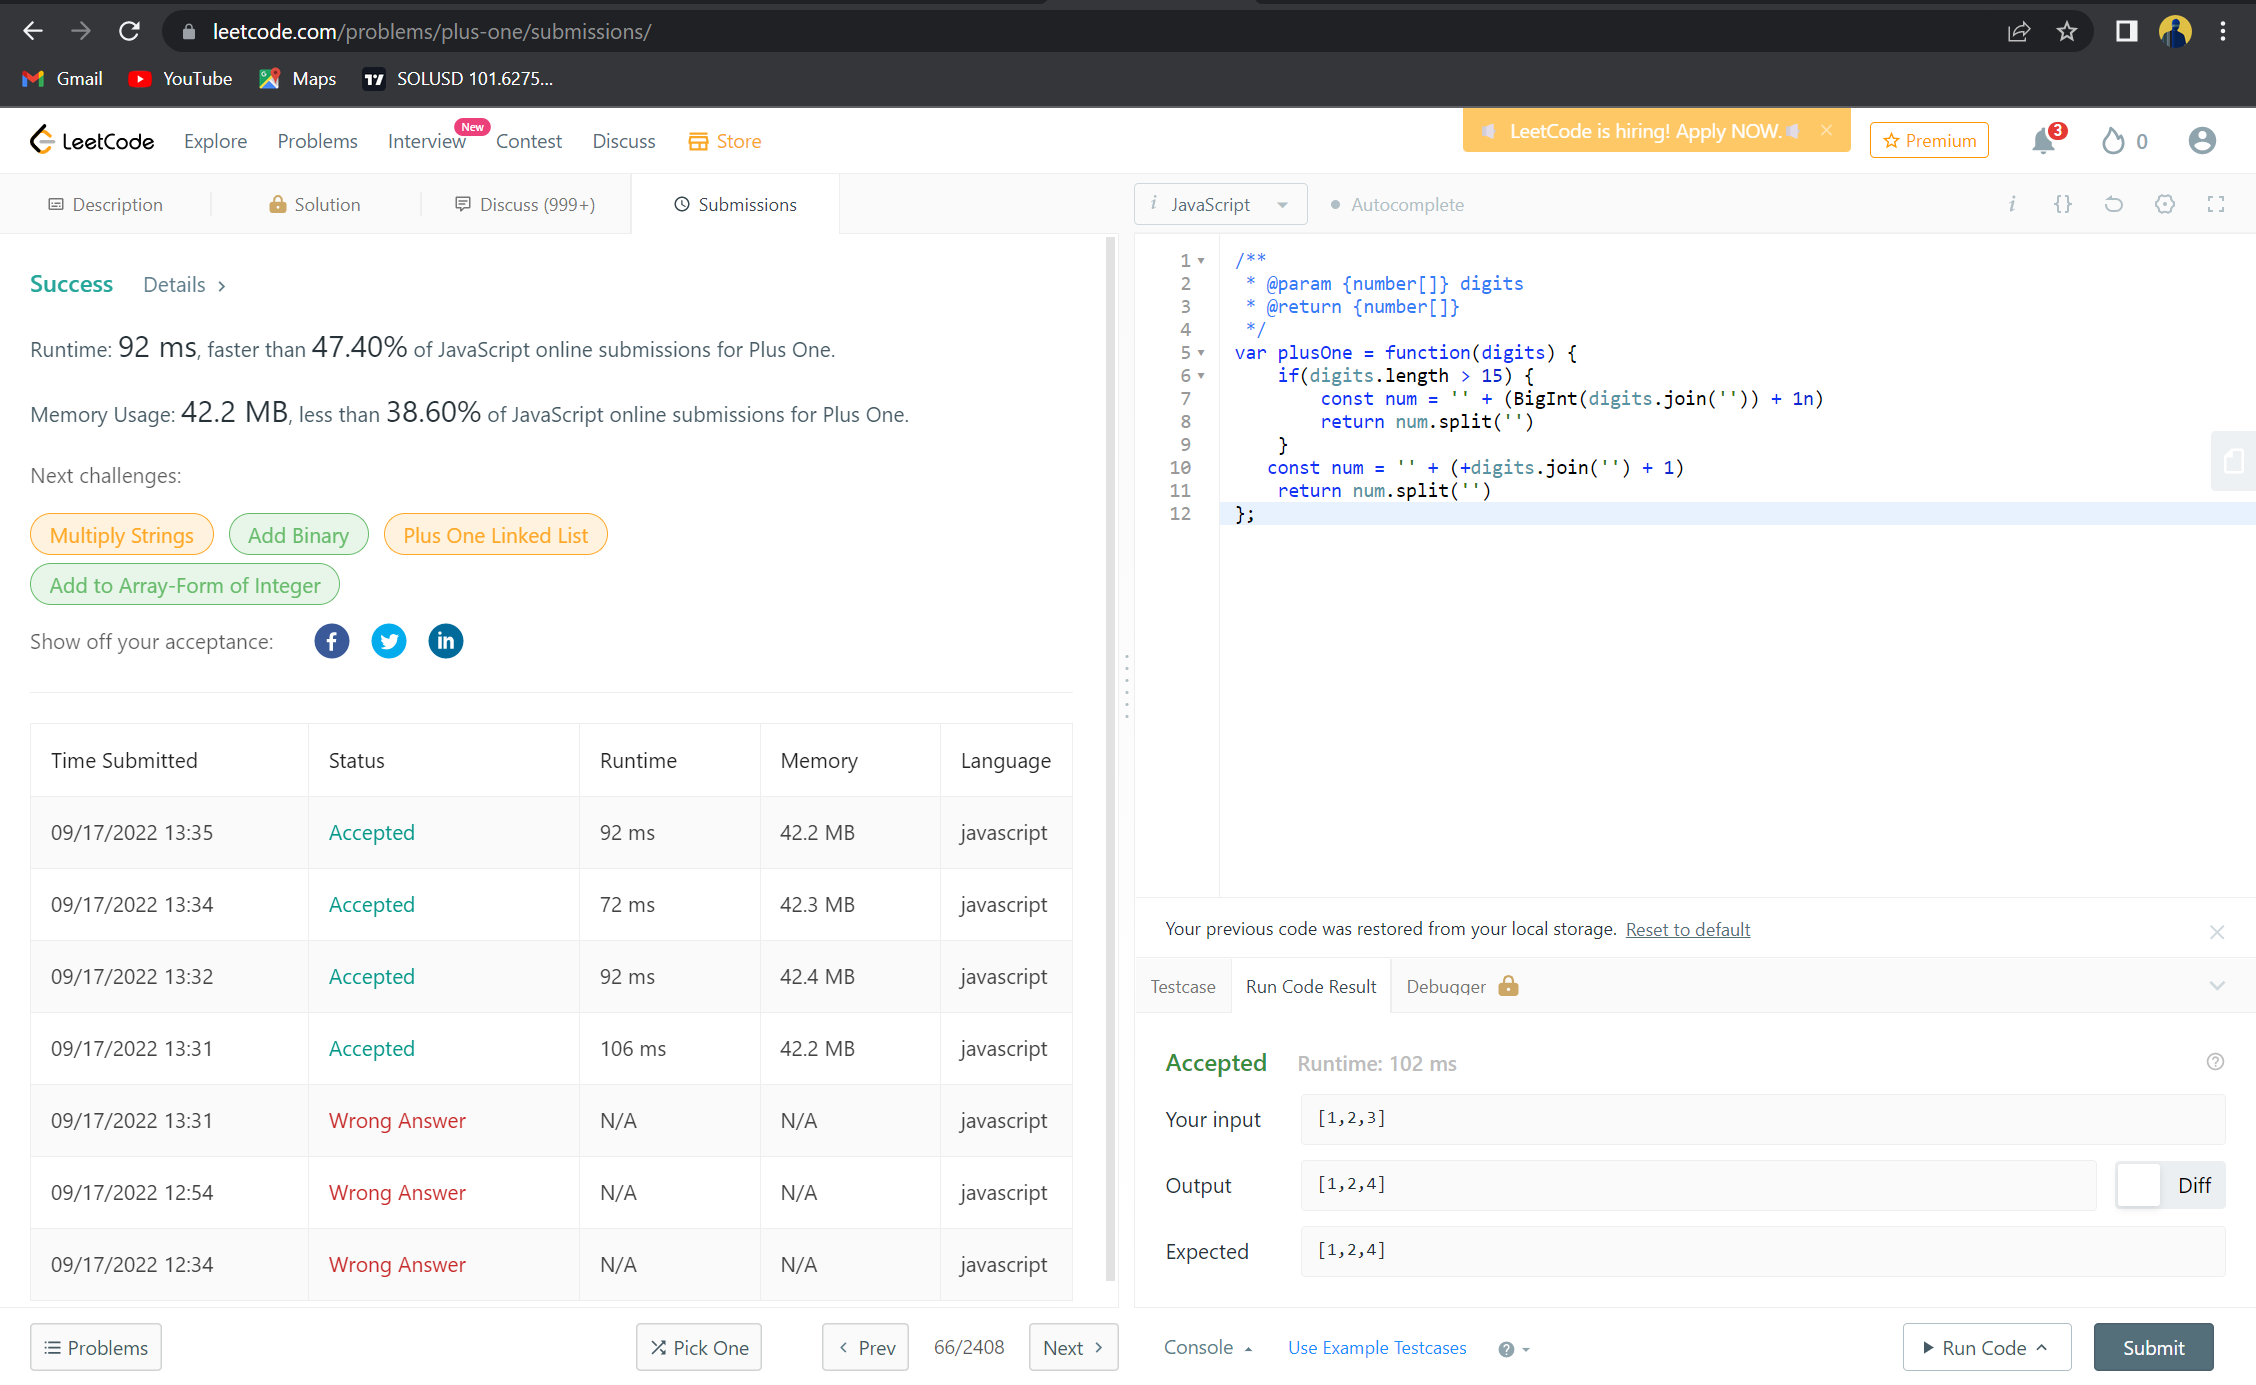 leetcode.com/problems/plus-one/submissions/
Gmail
YouTube
Maps
SOLUSD 101.6275...
LeetCode
Explore
Problems
Interview
New
Contest
Discuss
Store
LeetCode is hiring! Apply NOW.
Premium
3
0
Description
Solution
Discuss (999+)
Submissions
i JavaScript
Autocomplete
i
{}
Success
Details
Runtime: 92 ms, faster than 47.40% of JavaScript online submissions for Plus One.
Memory Usage: 42.2 MB, less than 38.60% of JavaScript online submissions for Plus One.
Next challenges:
Multiply Strings
Add Binary
Plus One Linked List
Add to Array-Form of Integer
Show off your acceptance:
Time Submitted Status Runtime Memory Language
09/17/2022 13:35 Accepted 92 ms 42.2 MB javascript
09/17/2022 13:34 Accepted 72 ms 42.3 MB javascript
09/17/2022 13:32 Accepted 92 ms 42.4 MB javascript
09/17/2022 13:31 Accepted 106 ms 42.2 MB javascript
09/17/2022 13:31 Wrong Answer N/A N/A javascript
09/17/2022 12:54 Wrong Answer N/A N/A javascript
09/17/2022 12:34 Wrong Answer N/A N/A javascript
Problems
Pick One
Prev
66/2408
Next
1 /**
2 * @param {number[]} digits
3 * @return {number[]}
4 */
5 var plusOne = function(digits) {
6 if(digits.length > 15) {
7 const num = '' + (BigInt(digits.join('')) + 1n)
8 return num.split('')
9 }
10 const num = '' + (+digits.join('') + 1)
11 return num.split('')
12 };
Your previous code was restored from your local storage. Reset to default
Testcase
Run Code Result
Debugger
Accepted Runtime: 102 ms
Your input [1,2,3]
Output [1,2,4]
Diff
Expected [1,2,4]
Console
Use Example Testcases
Run Code
Submit